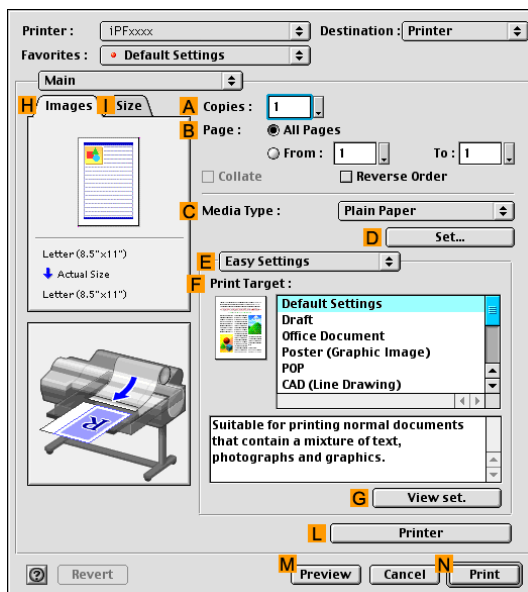 Printer : iPFxxxx Destination : Printer
Favorites : Default Settings
Main
H Images I Size
A Copies : 1
B Page : All Pages
From : 1 To : 1
Collate Reverse Order
C Media Type : Plain Paper
D Set...
Letter (8.5"x11")
Actual Size
Letter (8.5"x11")
E Easy Settings
F Print Target :
Default Settings
Draft
Office Document
Poster (Graphic Image)
POP
CAD (Line Drawing)
R
Suitable for printing normal documents
that contain a mixture of text,
photographs and graphics.
G View set.
L Printer
? Revert M Preview Cancel N Print